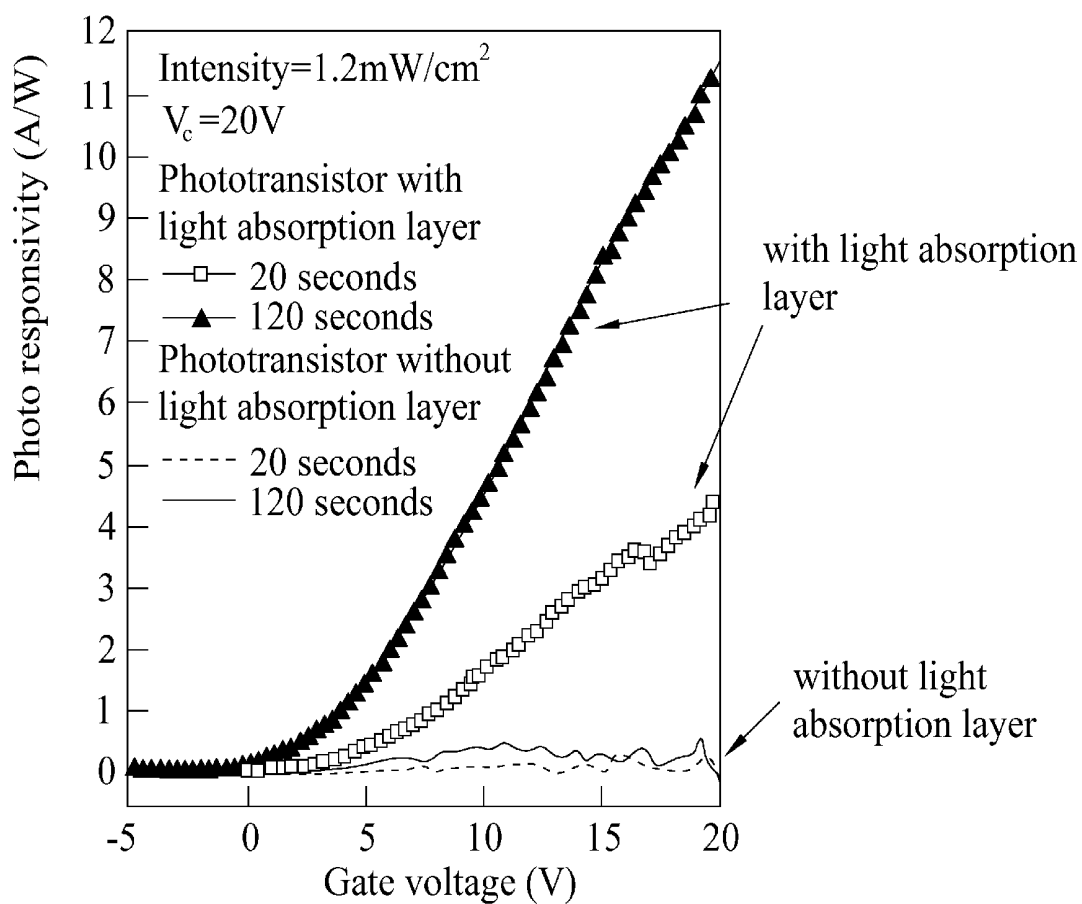 12
11
10
9
8
7
6
5
4
3
2
1
0
Photo responsivity (A/W)
Intensity=1.2mW/cm²
V_c =20V
Phototransistor with
light absorption layer
20 seconds
120 seconds
Phototransistor without
light absorption layer
20 seconds
120 seconds
with light absorption
layer
without light
absorption layer
-5 0 5 10 15 20
Gate voltage (V)